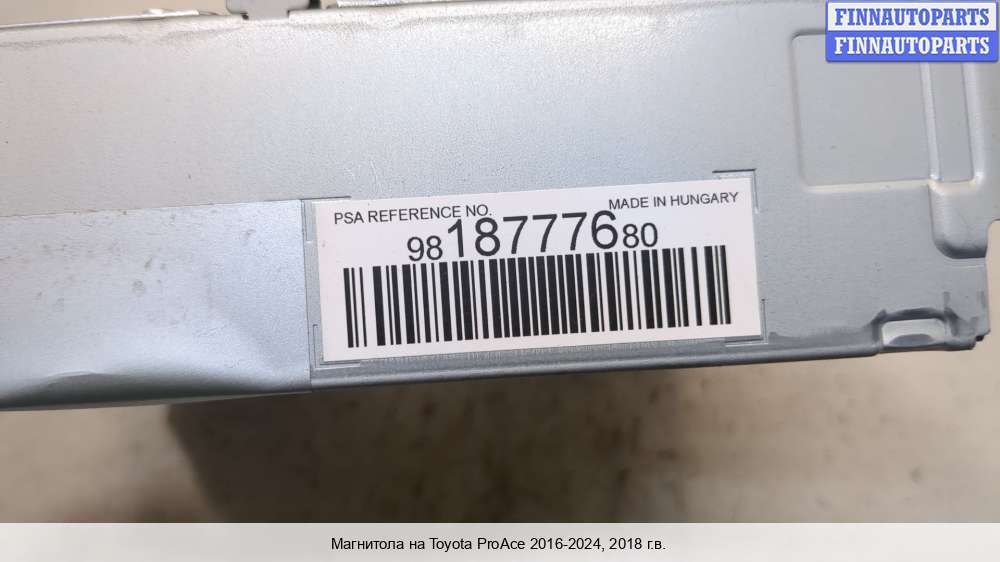 FINNAUTOPARTS
FINNAUTOPARTS
PSA REFERENCE NO. MADE IN HUNGARY
9818777680
Магнитола на Toyota ProAce 2016-2024, 2018 г.в.